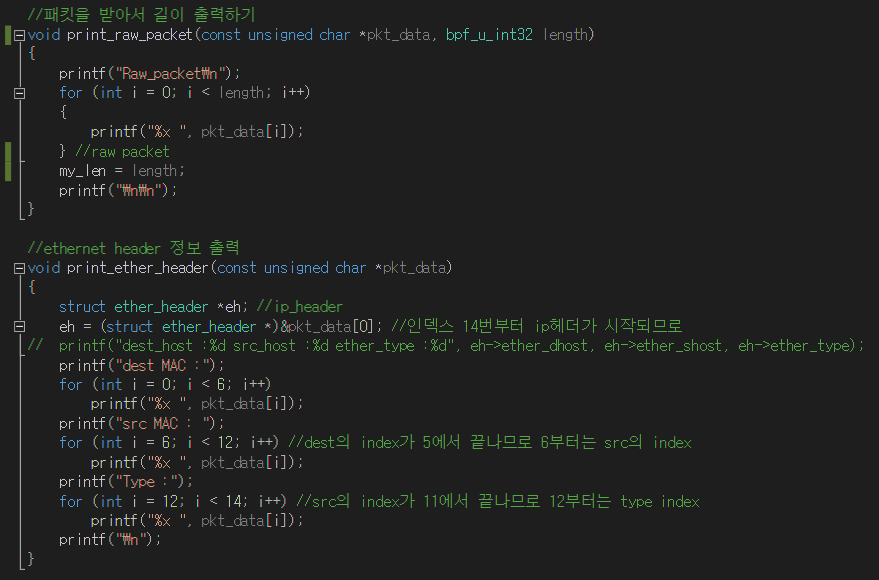 //패킷을 받아서 길이 출력하기
void print_raw_packet(const unsigned char *pkt_data, bpf_u_int32 length)
{
printf("Raw_packet₩n");
for (int i = 0; i < length; i++)
{
printf("%x ", pkt_data[i]);
} //raw packet
my_len = length;
printf("₩n₩n");
}
//ethernet header 정보 출력
void print_ether_header(const unsigned char *pkt_data)
{
struct ether_header *eh; //ip_header
eh = (struct ether_header *)&pkt_data[0]; //인덱스 14번부터 ip헤더가 시작되므로
// printf("dest_host :%d src_host :%d ether_type :%d", eh->ether_dhost, eh->ether_shost, eh->ether_type);
printf("dest MAC :");
for (int i = 0; i < 6; i++)
printf("%x ", pkt_data[i]);
printf("src MAC : ");
for (int i = 6; i < 12; i++) //dest의 index가 5에서 끝나므로 6부터는 src의 index
printf("%x ", pkt_data[i]);
printf("Type :");
for (int i = 12; i < 14; i++) //src의 index가 11에서 끝나므로 12부터는 type index
printf("%x ", pkt_data[i]);
printf("₩n");
}